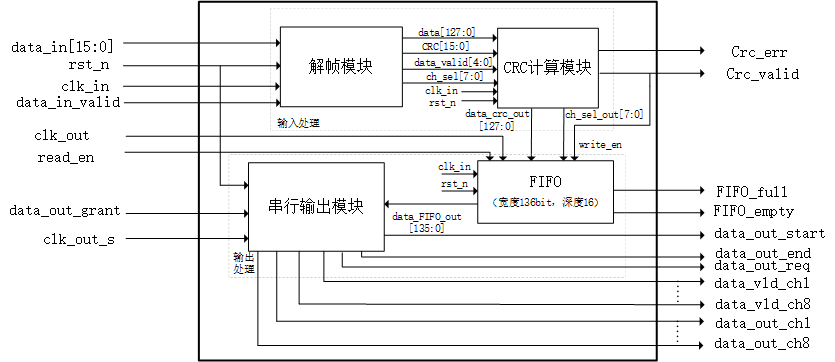 data_in[15:0]
rst_n
clk_in
data_in_valid
clk_out
read_en
data_out_grant
clk_out_s
解帧模块
data[127:0]
CRC[15:0]
data_valid[4:0]
ch_sel[7:0]
clk_in
rst_n
CRC计算模块
输入处理
data_crc_out
[127:0]
ch_sel_out[7:0]
write_en
Crc_err
Crc_valid
clk_in
rst_n
FIFO
（宽度136bit，深度16）
串行输出模块
data_FIFO_out
[135:0]
输出
处理
FIFO_full
FIFO_empty
data_out_start
data_out_end
data_out_req
data_vld_ch1
data_vld_ch8
data_out_ch1
data_out_ch8